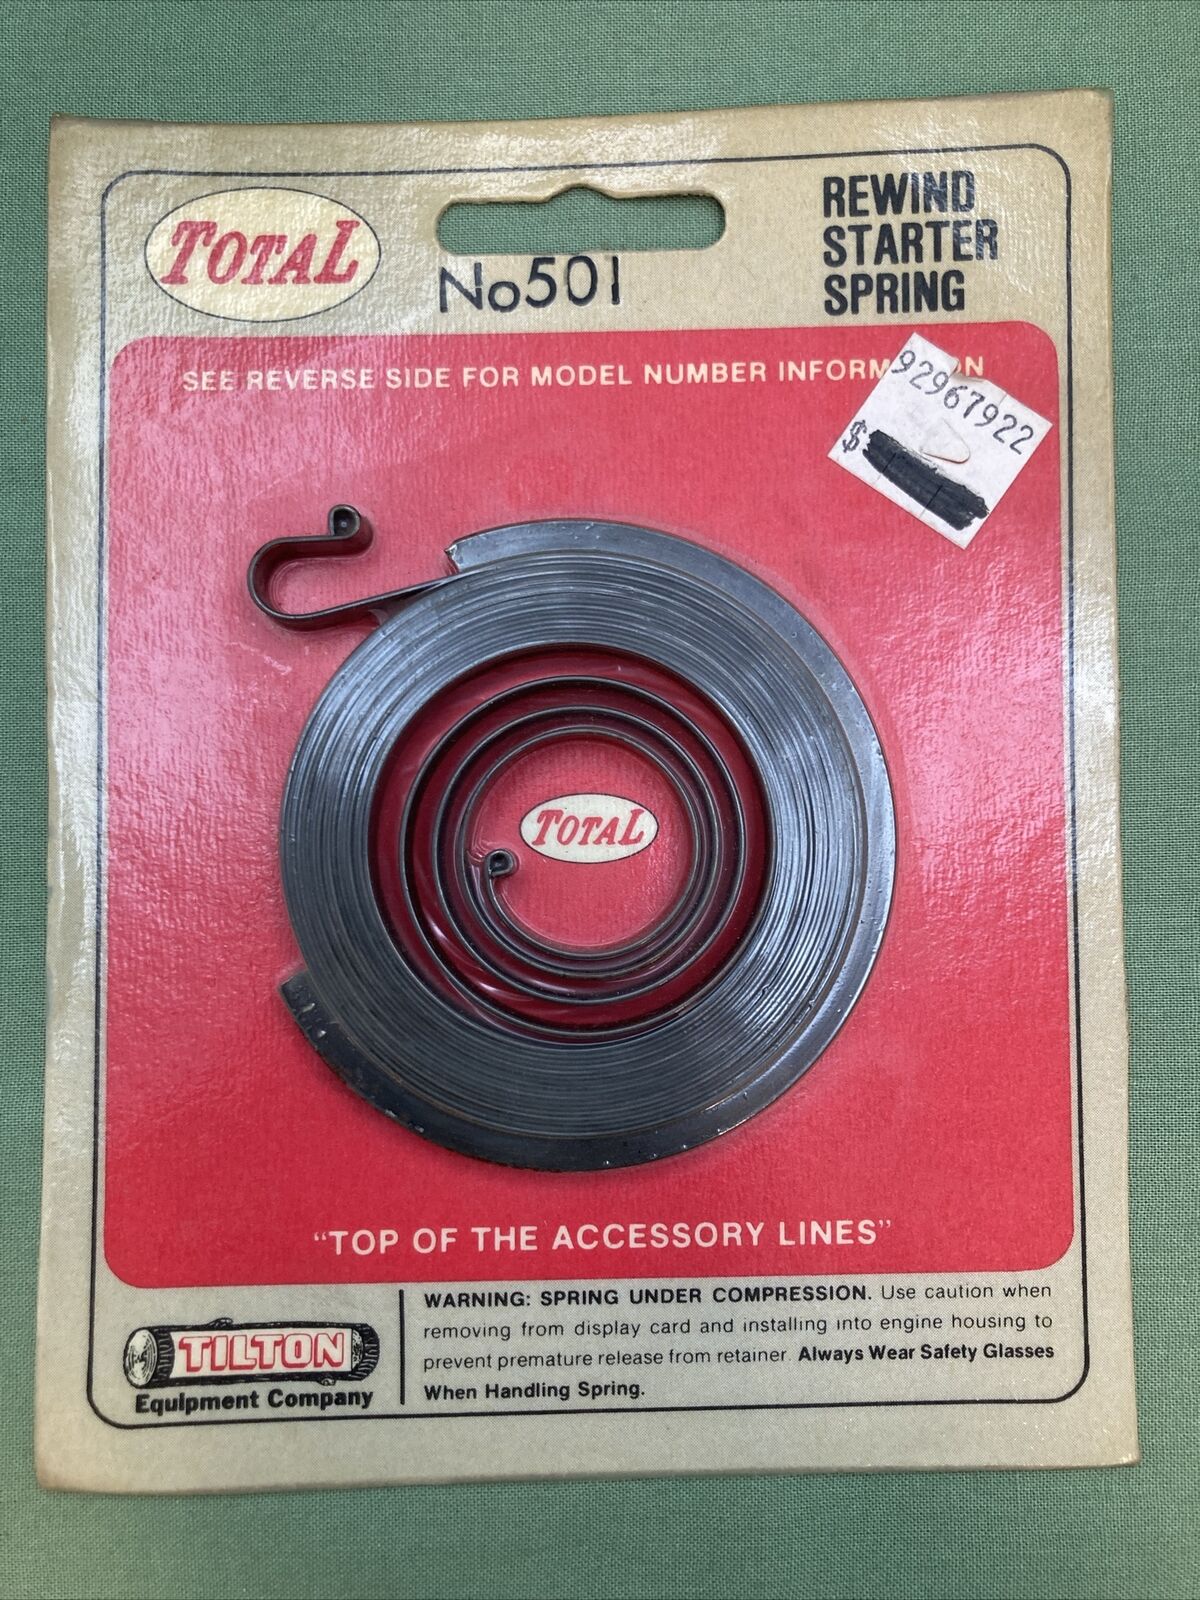 TOTAL
No 501
REWIND
STARTER
SPRING
SEE REVERSE SIDE FOR MODEL NUMBER
92967922
$
TOTAL
“TOP OF THE ACCESSORY LINES”
TILTON
Equipment Company
WARNING: SPRING UNDER COMPRESSION. Use caution when
removing from display card and installing into engine housing to
prevent premature release from retainer. Always Wear Safety Glasses
When Handling Spring.